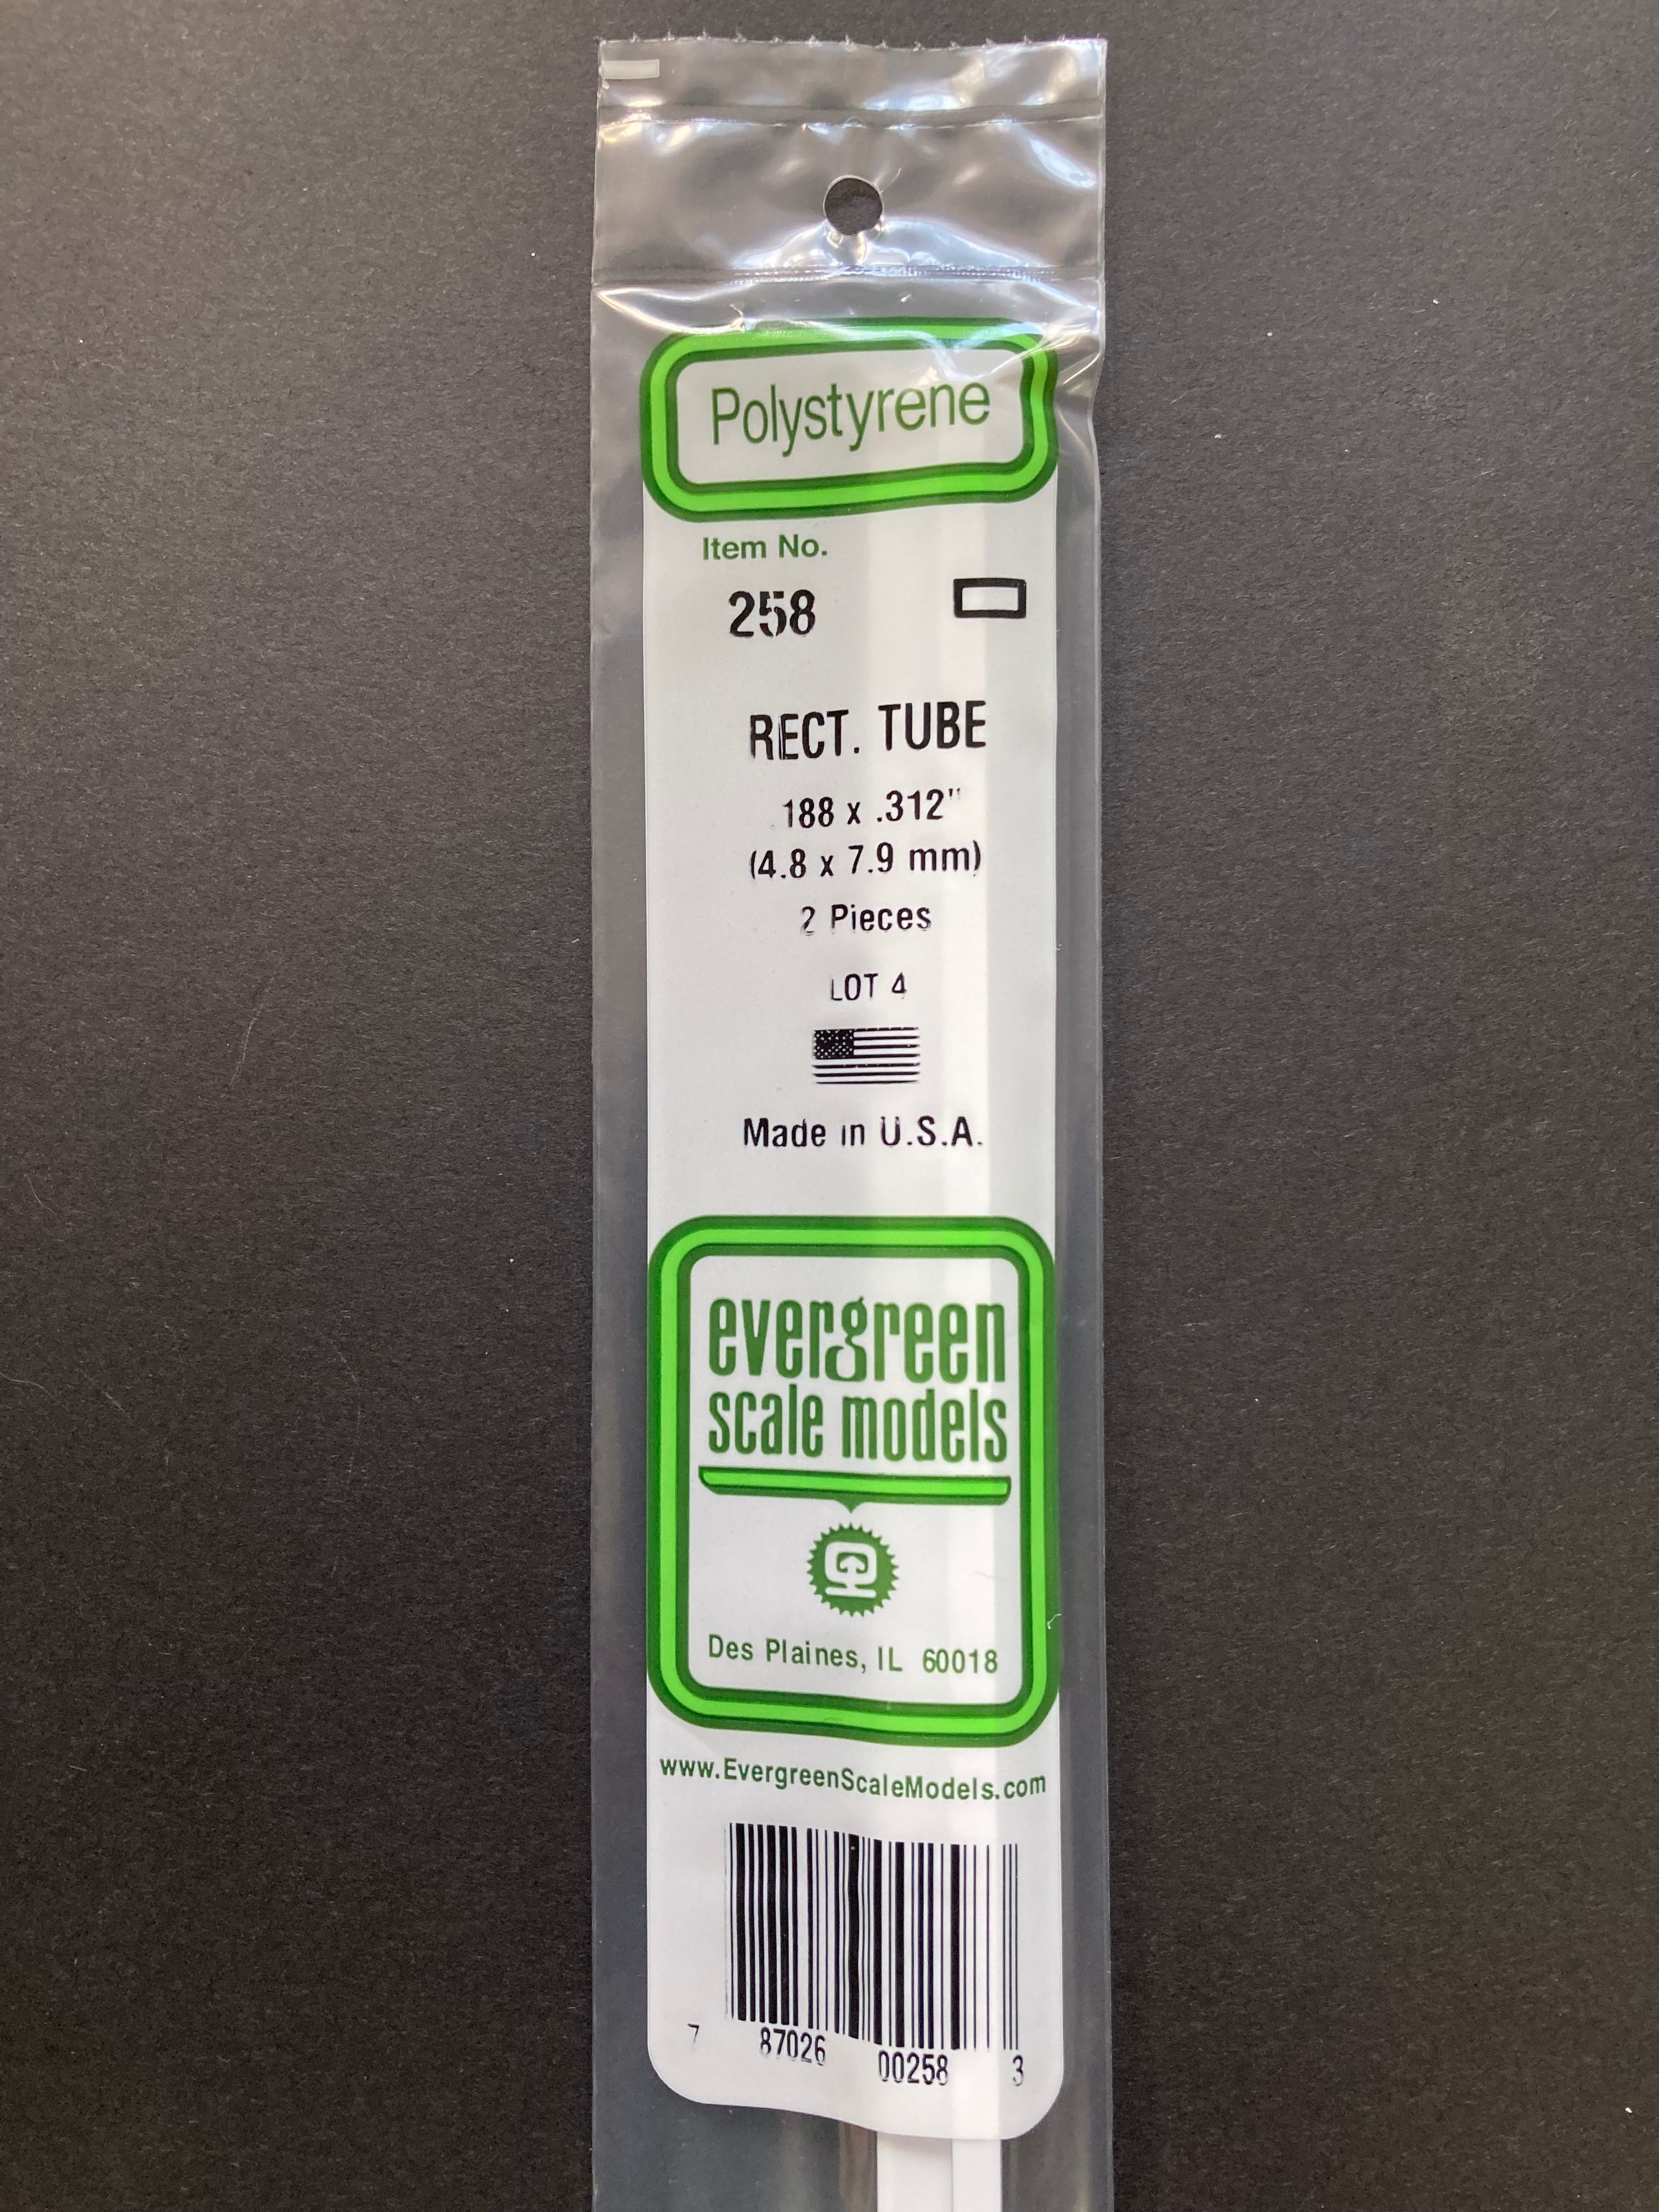 Polystyrene
Item No.
258
RECT. TUBE
.188 x .312"
(4.8 x 7.9 mm)
2 Pieces
LOT 4
Made in U.S.A.
evergreen
scale models
Des Plaines, IL 60018
www.EvergreenScaleModels.com
7 87026 00258 3